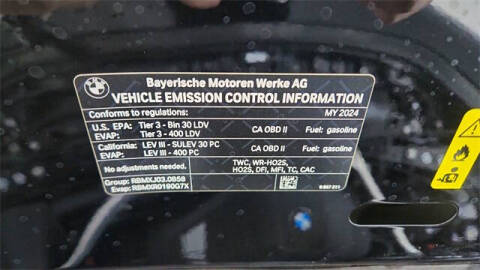 Bayerische Motoren Werke AG
VEHICLE EMISSION CONTROL INFORMATION
Conforms to regulations: MY 2024
U.S. EPA: Tier 3 - Bin 30 LDV CA OBD II Fuel: gasoline
EVAP: Tier 3 - 400 LDV
California: LEV III - SULEV 30 PC CA OBD II Fuel: gasoline
EVAP: LEV III - 400 PC
No adjustments needed. TWC, WR-HO2S,
HO2S, DFI, MFI, TC, CAC
Group: RBMXJ03.0B58
Evap: RBMXR0190G7X